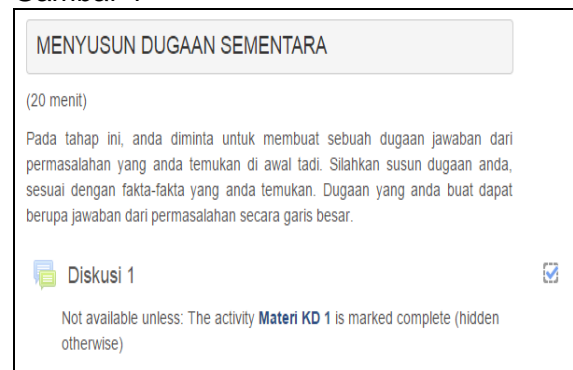 MENYUSUN DUGAAN SEMENTARA
(20 menit)
Pada tahap ini, anda diminta untuk membuat sebuah dugaan jawaban dari
permasalahan yang anda temukan di awal tadi. Silahkan susun dugaan anda,
sesuai dengan fakta-fakta yang anda temukan. Dugaan yang anda buat dapat
berupa jawaban dari permasalahan secara garis besar.
Diskusi 1
Not available unless: The activity Materi KD 1 is marked complete (hidden
otherwise)